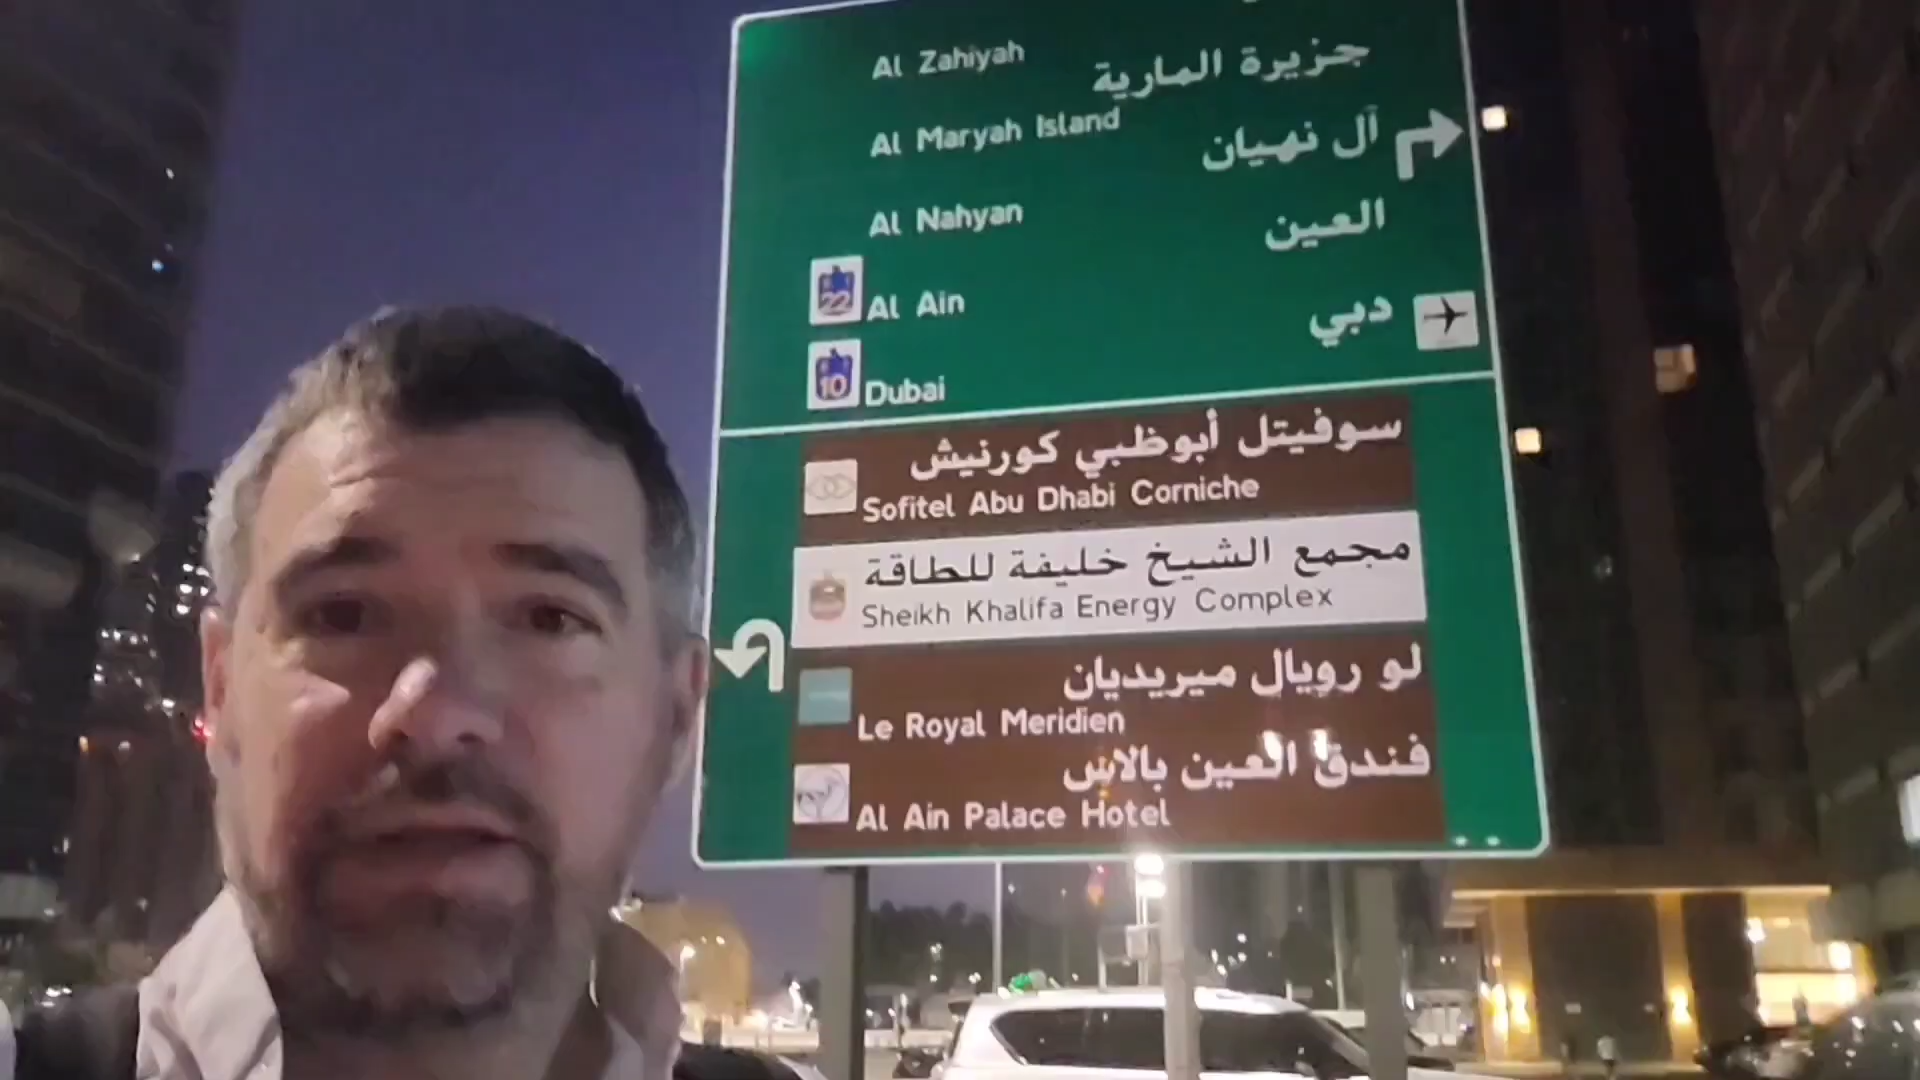 Al Zahiyah
جزيرة المارية
Al Maryah Island
آل نهيان
Al Nahyan
العين
22
Al Ain
دبي
10
Dubai
سوفيتل أبوظبي كورنيش
Sofitel Abu Dhabi Corniche
مجمع الشيخ خليفة للطاقة
Sheikh Khalifa Energy Complex
لو رويال ميريديان
Le Royal Meridien
فندق العين بالاس
Al Ain Palace Hotel